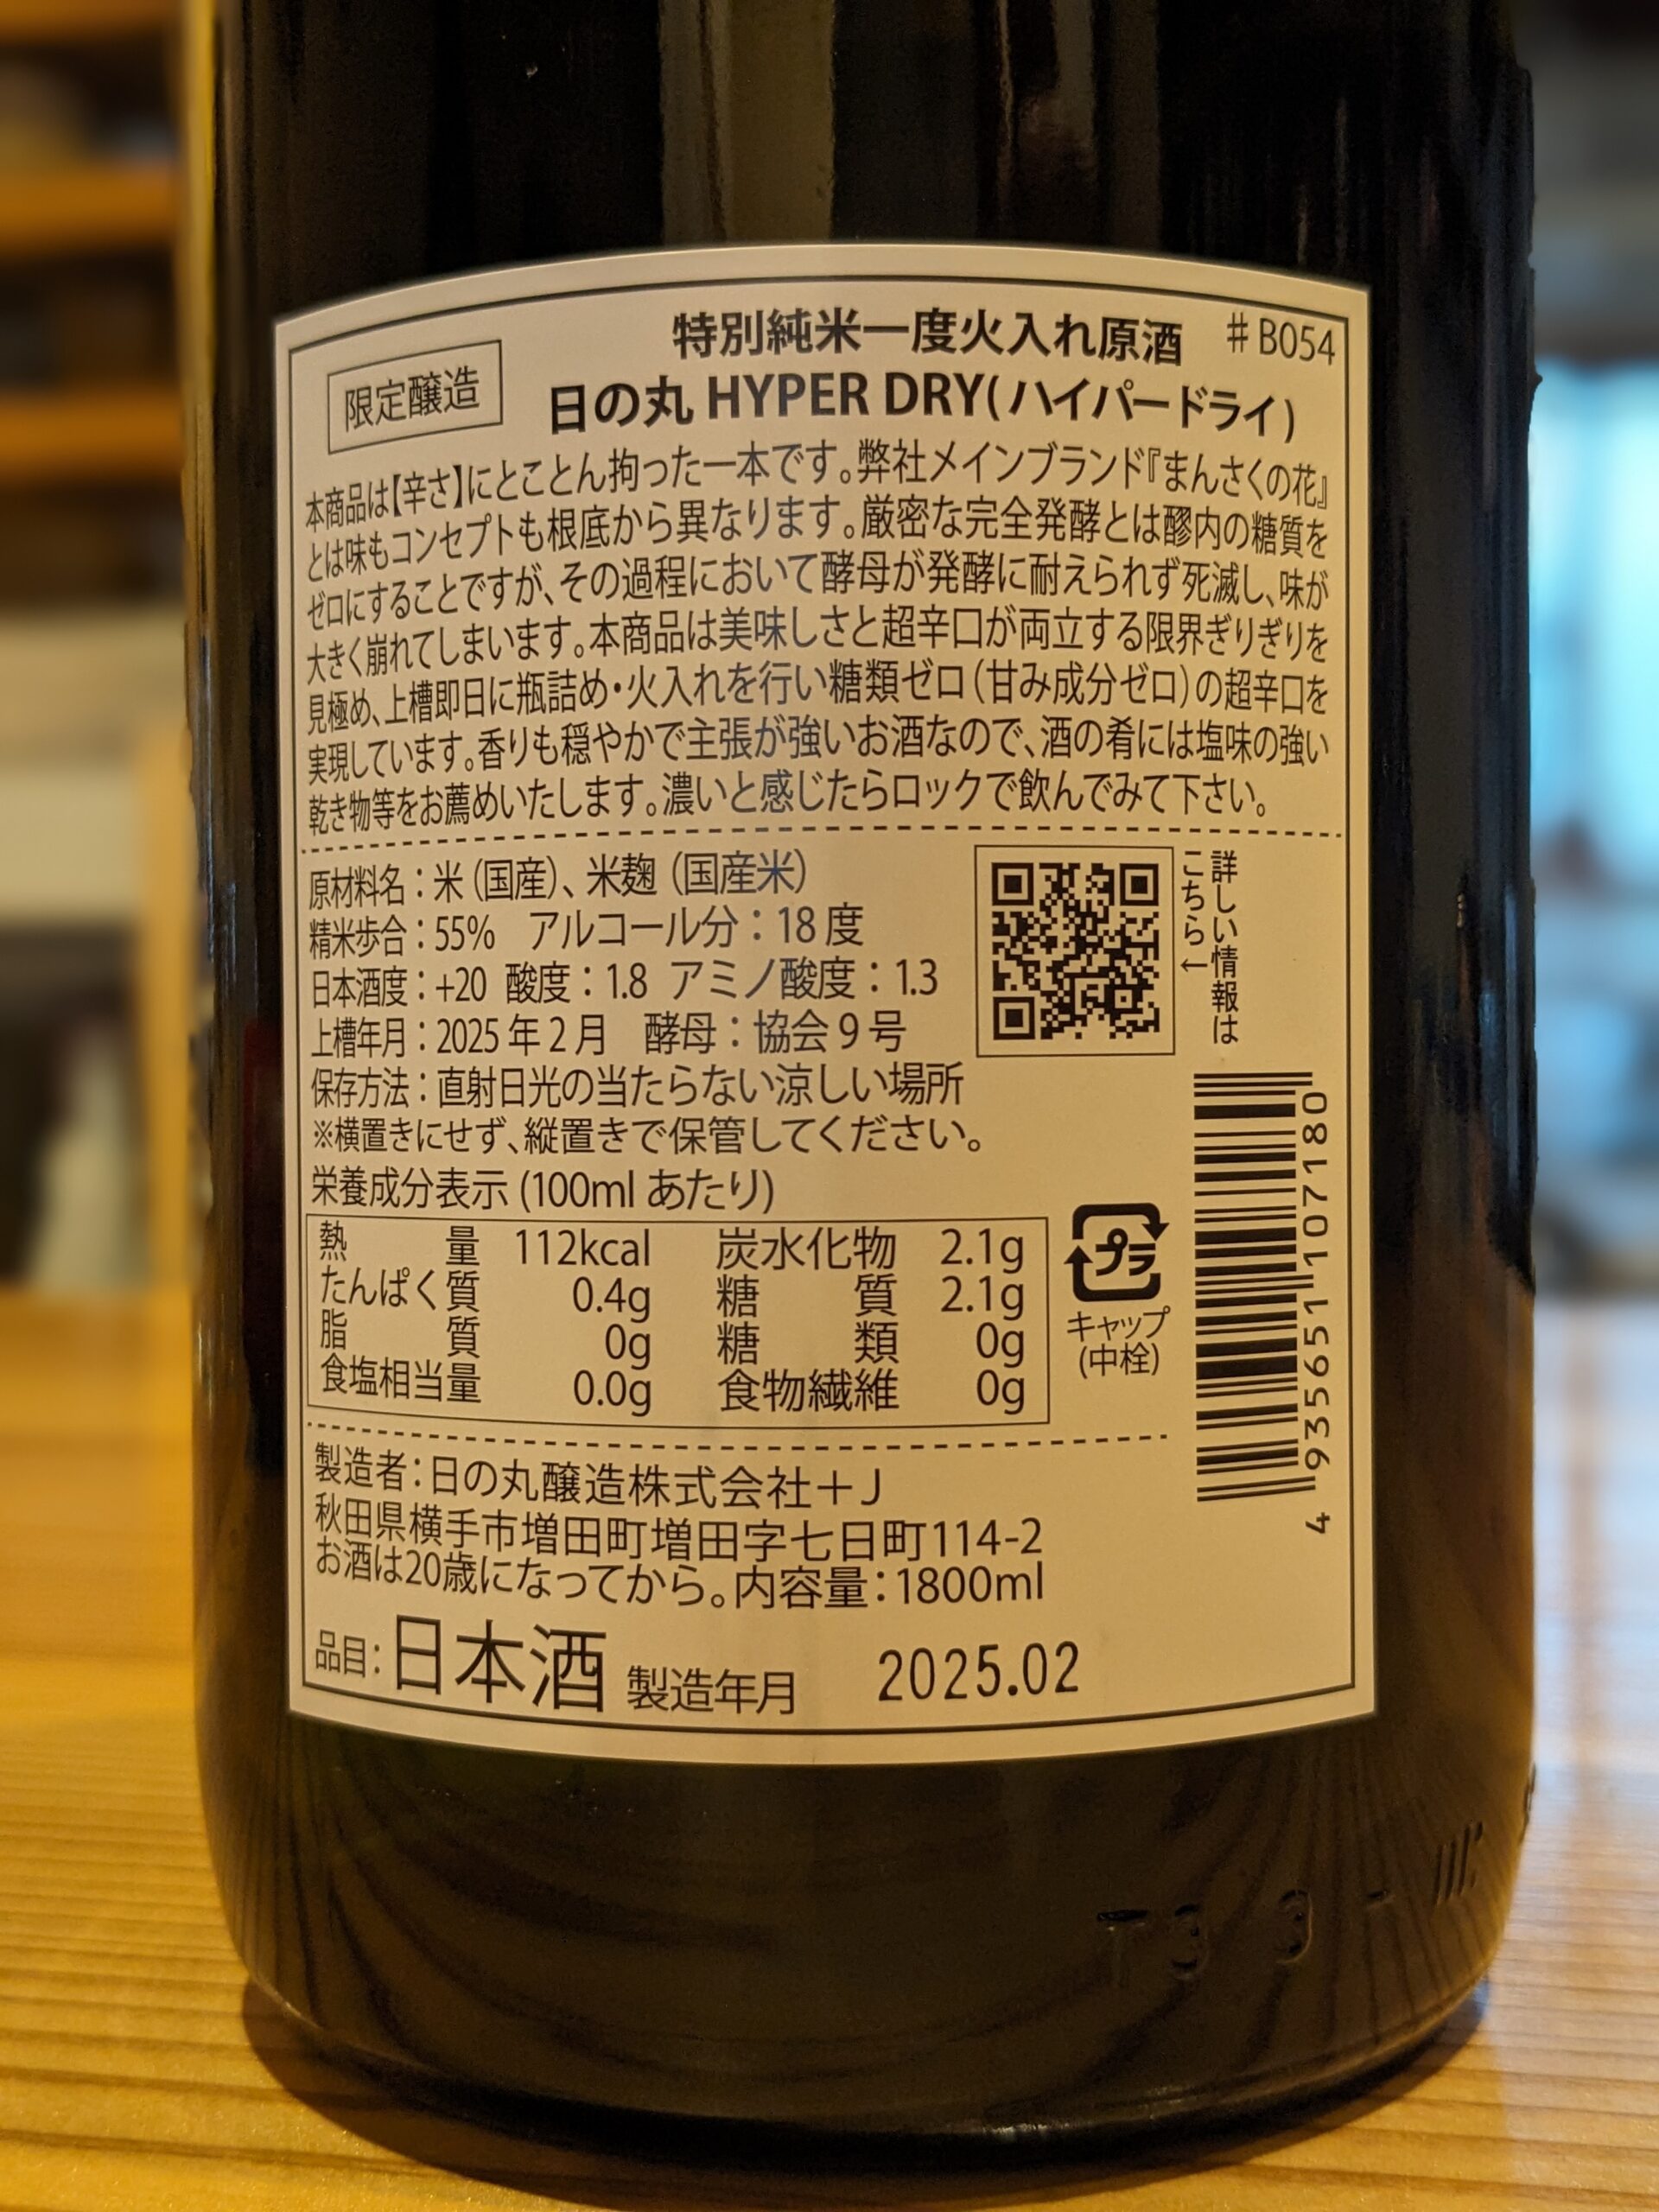 特別純米一度火入れ原酒 #B054
限定醸造
日の丸 HYPER DRY(ハイパードライ)
本商品は【辛さ】にとことん拘った一本です。弊社メインブランド『まんさくの花』
とは味もコンセプトも根底から異なります。厳密な完全発酵とは醪内の糖質を
ゼロにすることですが、その過程において酵母が発酵に耐えられず死滅し、味が
大きく崩れてしまいます。本商品は美味しさと超辛口が両立する限界ぎりぎりを
見極め、上槽即日に瓶詰め・火入れを行い糖類ゼロ(甘み成分ゼロ)の超辛口を
実現しています。香りも穏やかで主張が強いお酒なので、酒の肴には塩味の強い
乾き物等をお薦めいたします。濃いと感じたらロックで飲んでみて下さい。
原材料名:米(国産)、米麹(国産米)
精米歩合:55% アルコール分:18度
日本酒度:+20 酸度:1.8 アミノ酸度:1.3
上槽年月:2025年2月 酵母:協会9号
保存方法:直射日光の当たらない涼しい場所
※横置きにせず、縦置きで保管してください。
詳しい情報は
こちら←
栄養成分表示(100mlあたり)
熱量 112kcal 炭水化物 2.1g
たんぱく質 0.4g 糖質 2.1g
脂質 0g 糖類 0g
食塩相当量 0.0g 食物繊維 0g
プラ
キャップ
(中栓)
4 935651 107180
製造者:日の丸醸造株式会社+J
秋田県横手市増田町増田字七日町114-2
お酒は20歳になってから。内容量:1800ml
品目:日本酒 製造年月 2025.02